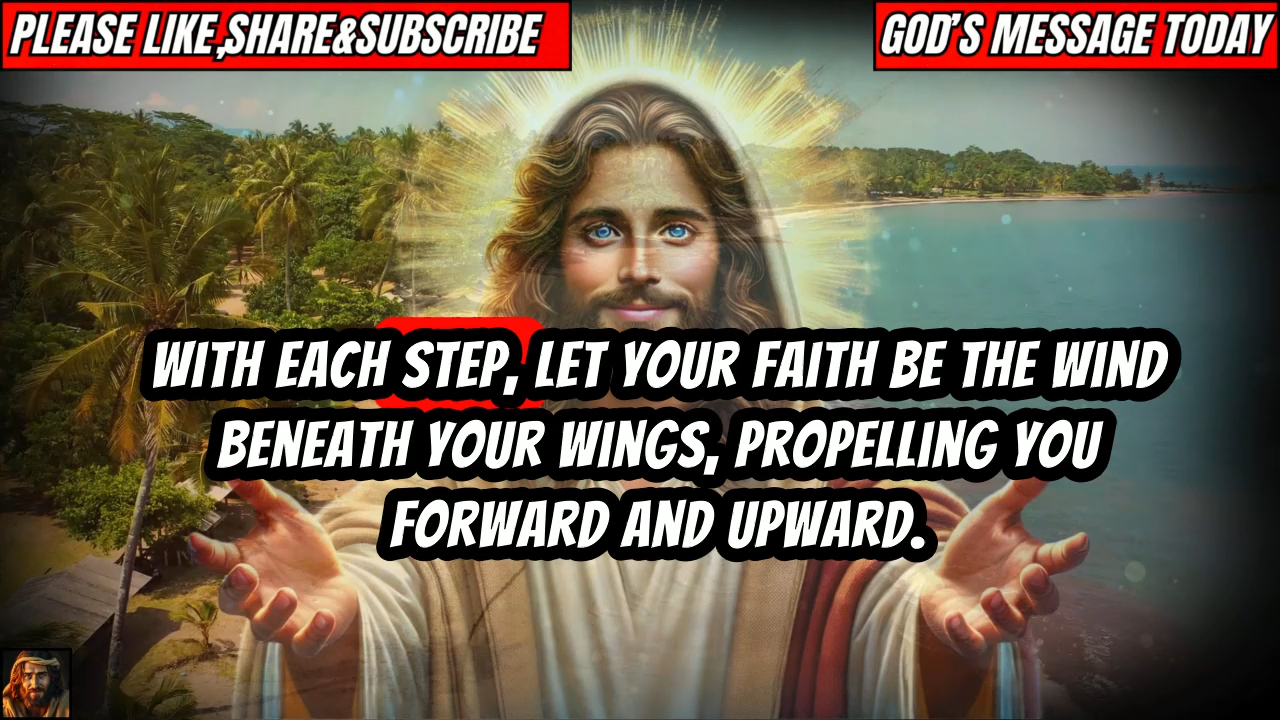 PLEASE LIKE,SHARE&SUBSCRIBE
GOD'S MESSAGE TODAY
WITH EACH STEP, LET YOUR FAITH BE THE WIND
BENEATH YOUR WINGS, PROPELLING YOU
FORWARD AND UPWARD.